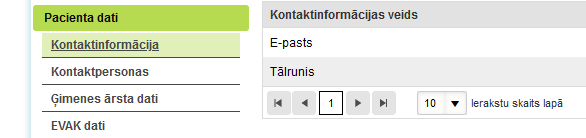 Pacienta dati
Kontaktinformācija
Kontaktpersonas
Ģimenes ārsta dati
EVAK dati
Kontaktinformācijas veids
E-pasts
Tālrunis
1
10
Ierakstu skaits lapā